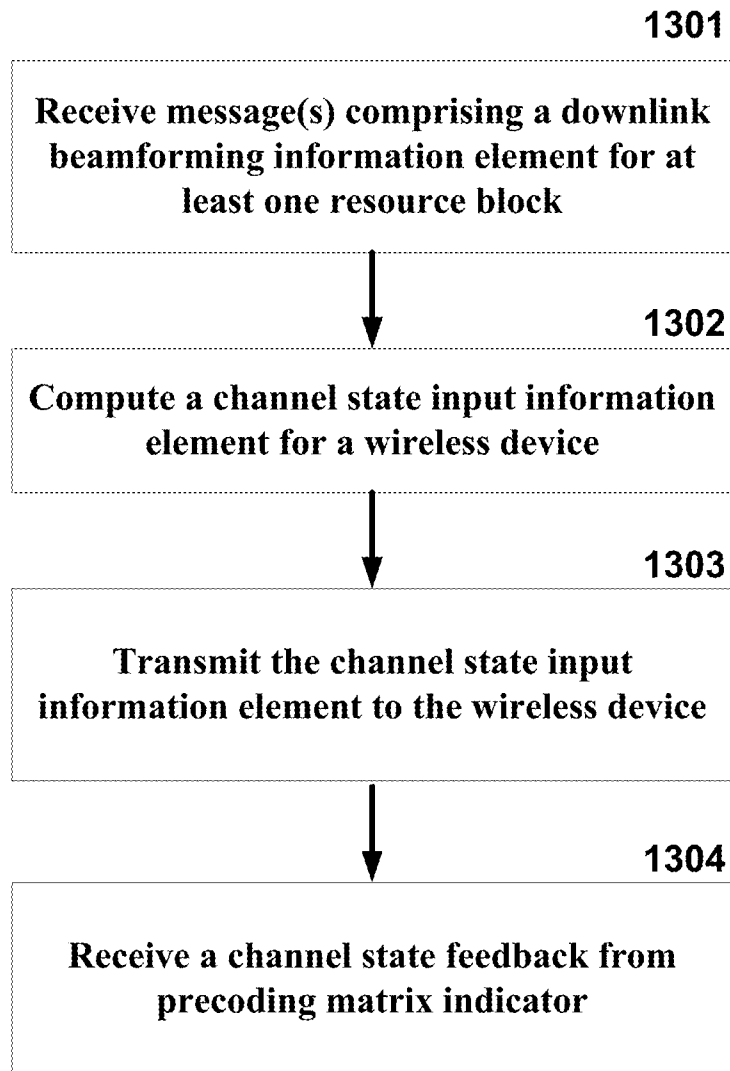 1301
Receive message(s) comprising a downlink
beamforming information element for at
least one resource block
1302
Compute a channel state input information
element for a wireless device
1303
Transmit the channel state input
information element to the wireless device
1304
Receive a channel state feedback from
precoding matrix indicator